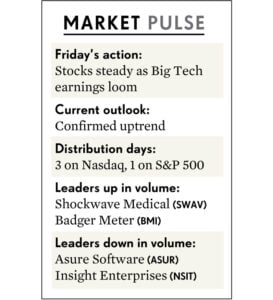 MARKET PULSE
Friday's action:
Stocks steady as Big Tech
earnings loom
Current outlook:
Confirmed uptrend
Distribution days:
3 on Nasdaq, 1 on S&P 500
Leaders up in volume:
Shockwave Medical (SWAV)
Badger Meter (BMI)
Leaders down in volume:
Asure Software (ASUR)
Insight Enterprises (NSIT)